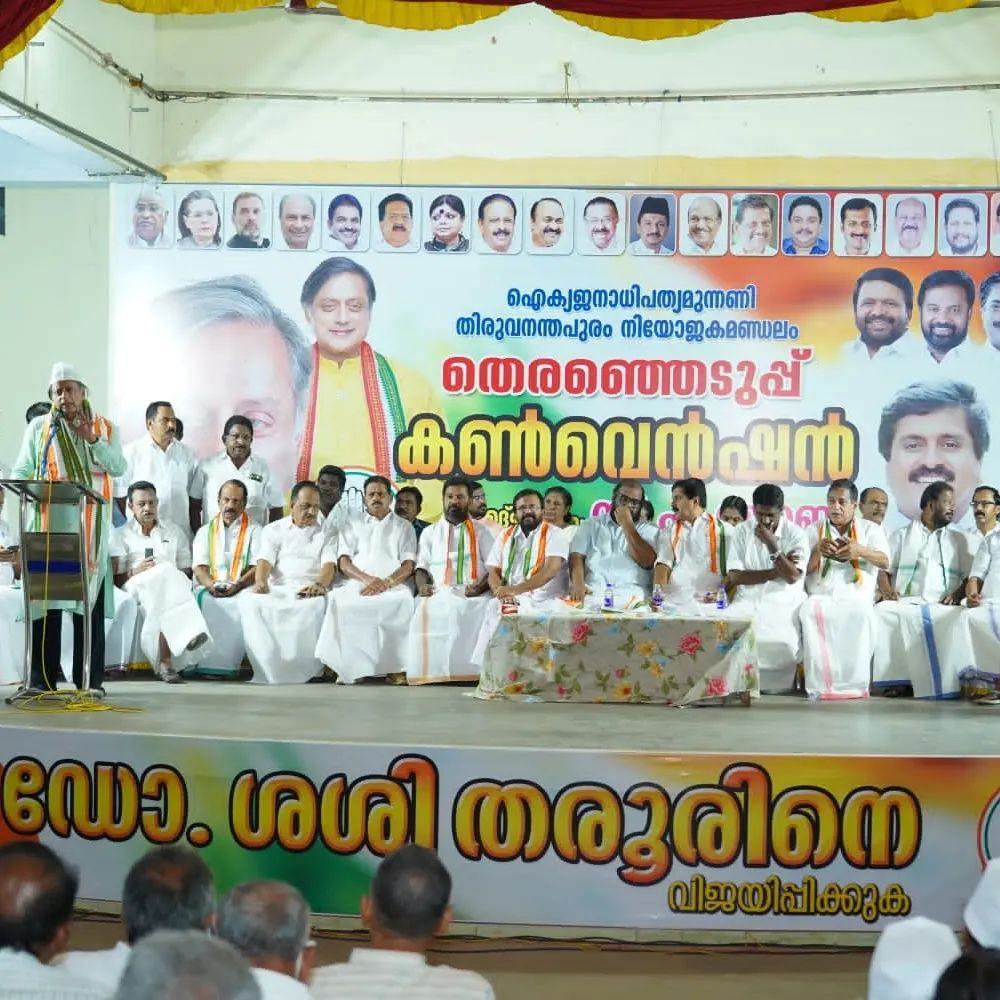 ഐക്യജനാധിപത്യമുന്നണി
തിരുവനന്തപുരം നിയോജകമണ്ഡലം
തെരഞ്ഞെടുപ്പ്
കൺവെൻഷൻ
ഡോ. ശശി തരൂരിനെ
വിജയിപ്പിക്കുക